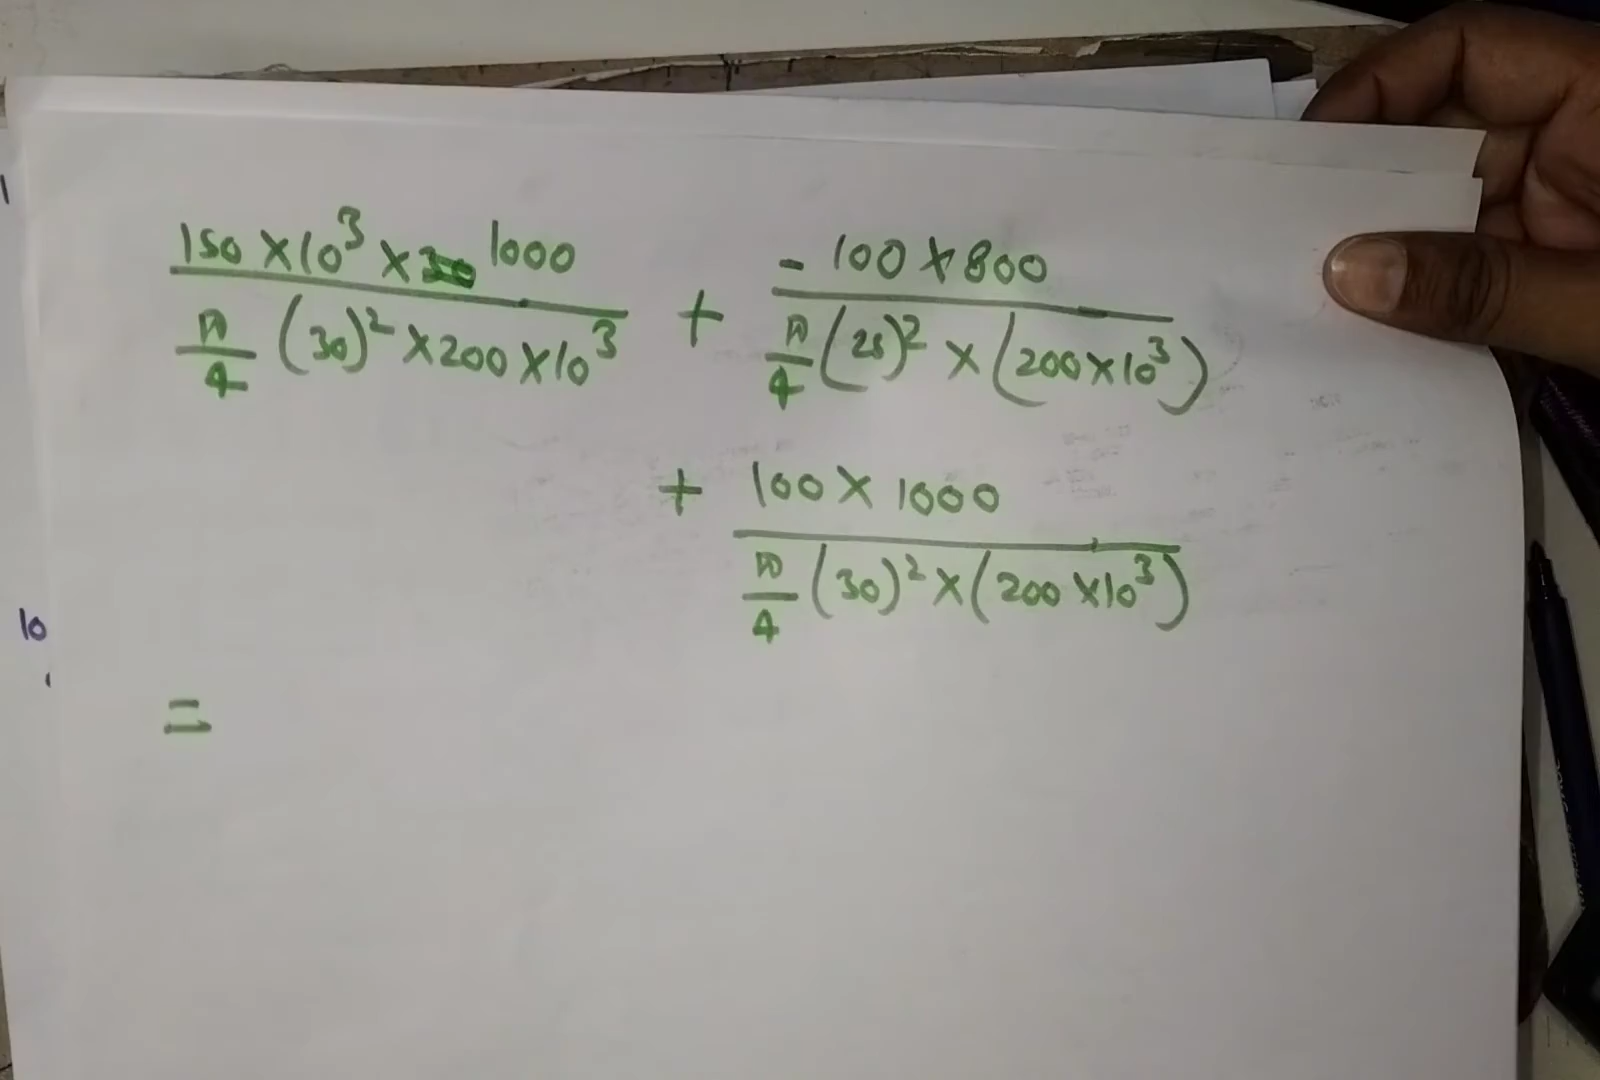 150 × 10³ × 1000 / π/4 (30)² × 200 × 10³ + - 100 × 800 / π/4 (25)² × (200 × 10³)
+ 100 × 1000 / π/4 (30)² × (200 × 10³)
10
=